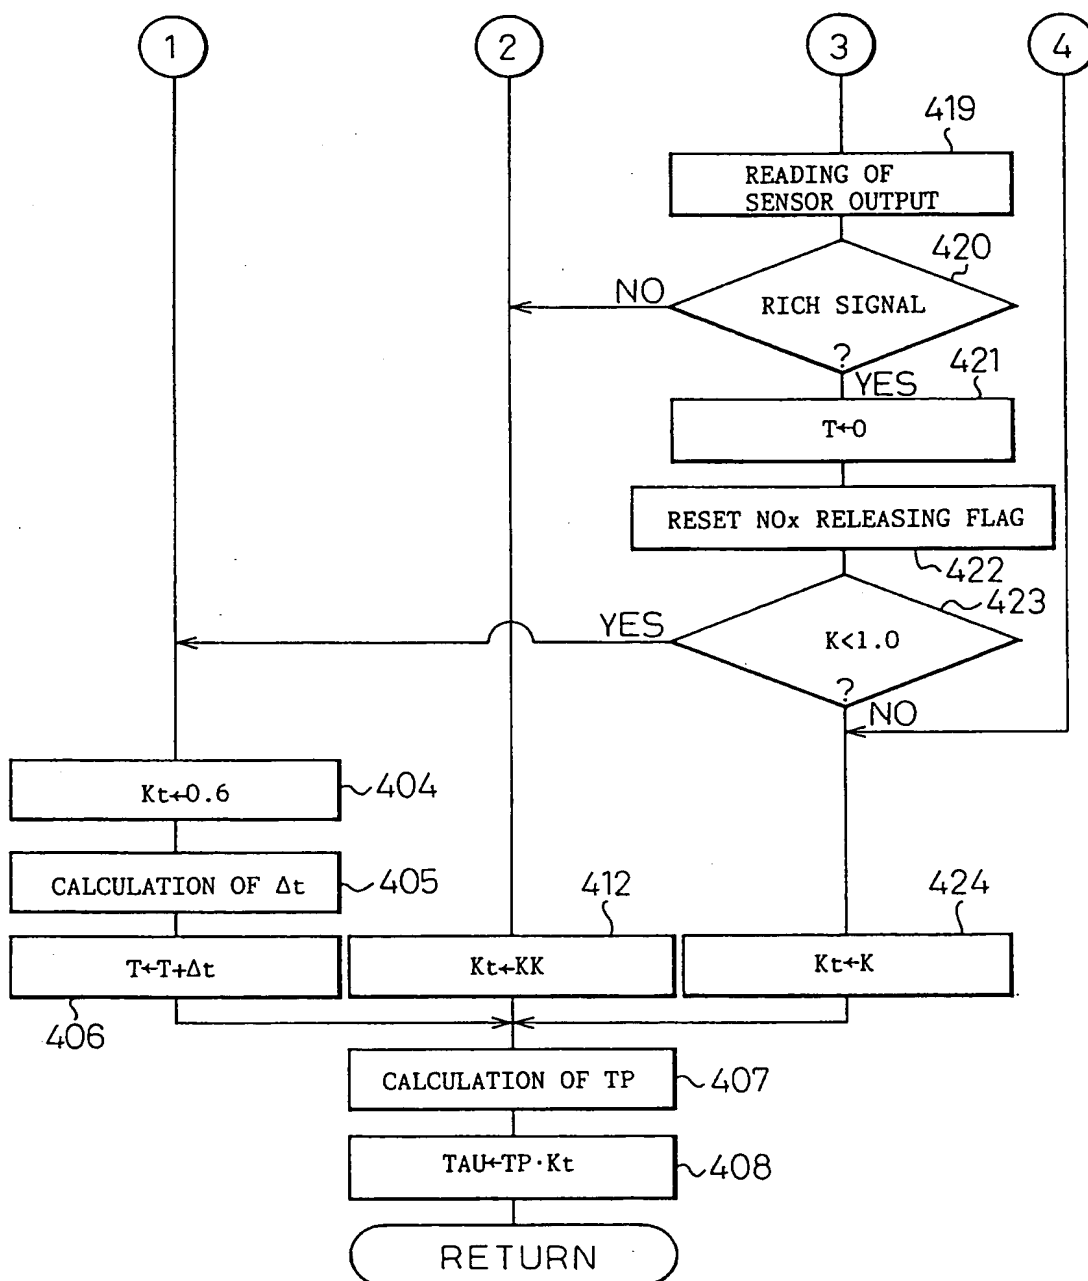 1
2
3
4
419
READING OF
SENSOR OUTPUT
420
NO
RICH SIGNAL
?
YES
421
T←0
RESET NOx RELEASING FLAG
422
423
YES
K<1.0
?
NO
Kt←0.6
404
CALCULATION OF Δt
405
412
424
T←T+Δt
Kt←KK
Kt←K
406
CALCULATION OF TP
407
TAU←TP·Kt
408
RETURN